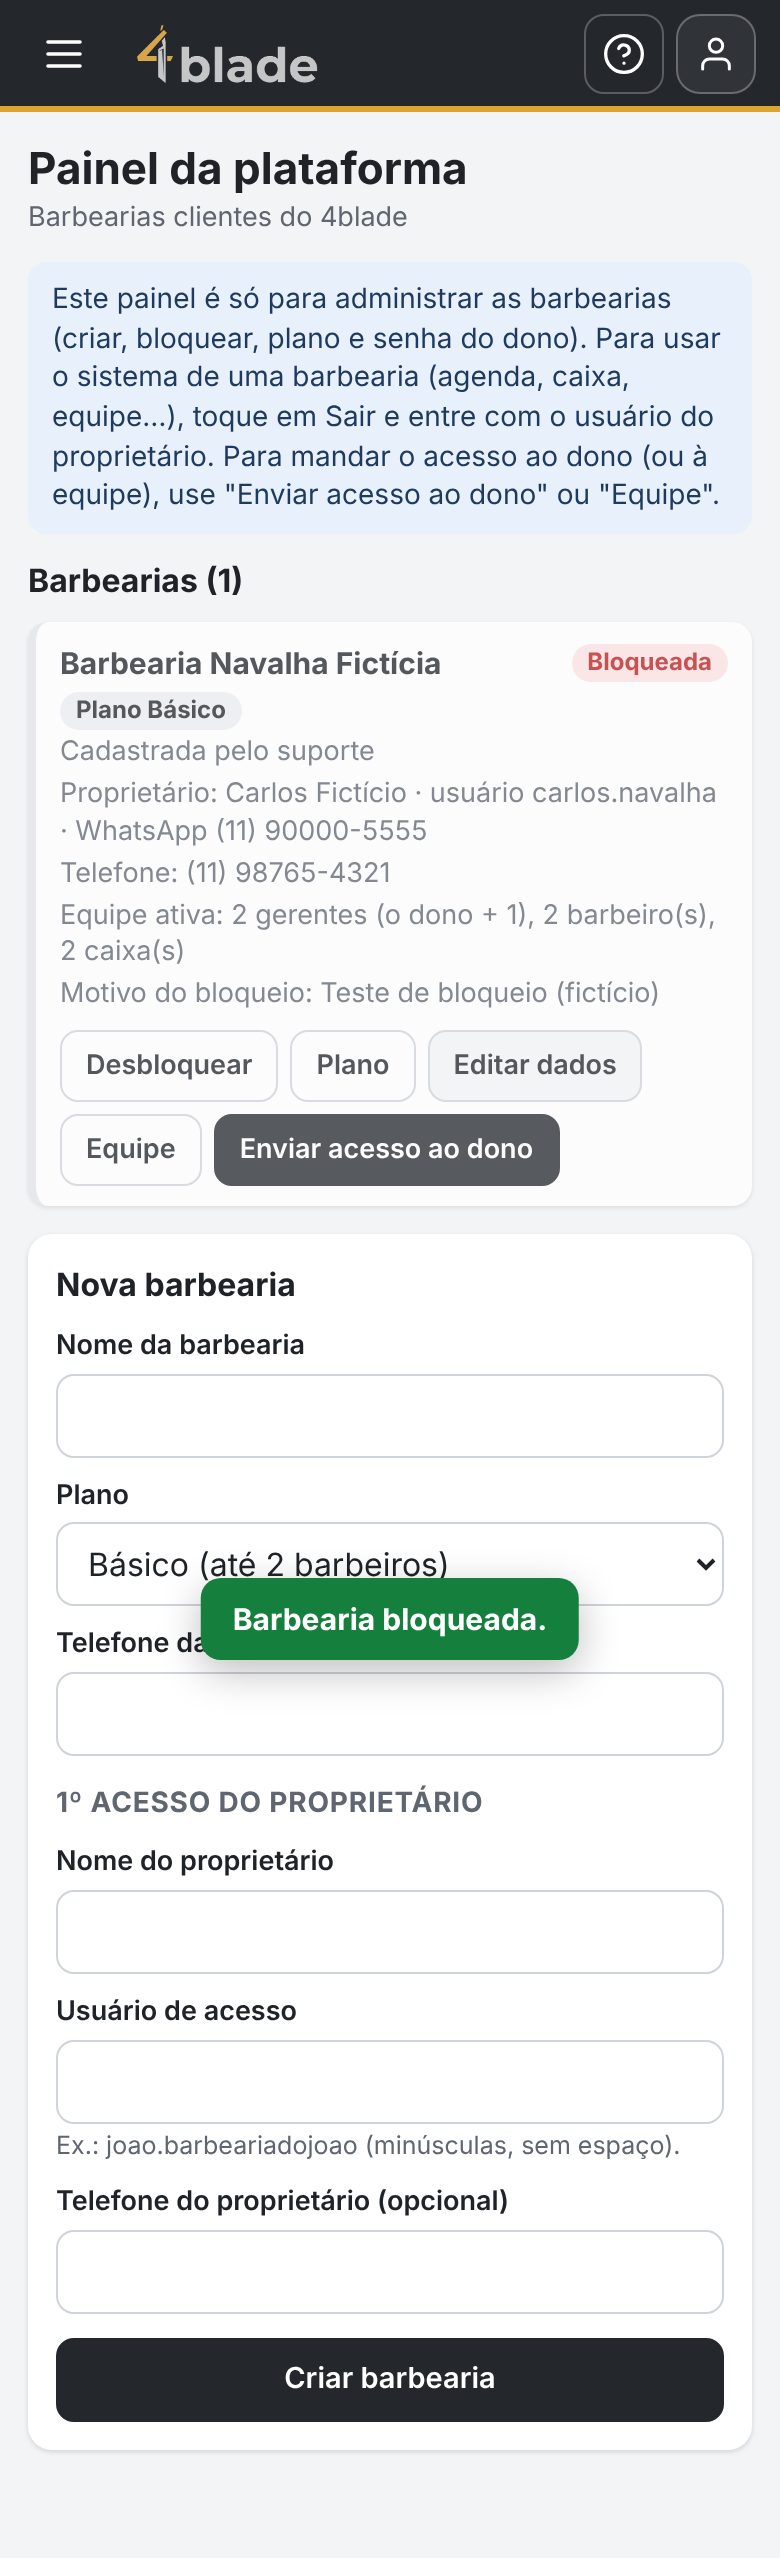 4blade
Painel da plataforma
Barbearias clientes do 4blade
Este painel é só para administrar as barbearias
(criar, bloquear, plano e senha do dono). Para usar
o sistema de uma barbearia (agenda, caixa,
equipe...), toque em Sair e entre com o usuário do
proprietário. Para mandar o acesso ao dono (ou à
equipe), use "Enviar acesso ao dono" ou "Equipe".
Barbearias (1)
Barbearia Navalha Fictícia
Bloqueada
Plano Básico
Cadastrada pelo suporte
Proprietário: Carlos Fictício · usuário carlos.navalha
· WhatsApp (11) 90000-5555
Telefone: (11) 98765-4321
Equipe ativa: 2 gerentes (o dono + 1), 2 barbeiro(s),
2 caixa(s)
Motivo do bloqueio: Teste de bloqueio (fictício)
Desbloquear
Plano
Editar dados
Equipe
Enviar acesso ao dono
Nova barbearia
Nome da barbearia
Plano
Básico (até 2 barbeiros)
Barbearia bloqueada.
Telefone
1º ACESSO DO PROPRIETÁRIO
Nome do proprietário
Usuário de acesso
Ex.: joao.barbeariadojoao (minúsculas, sem espaço).
Telefone do proprietário (opcional)
Criar barbearia